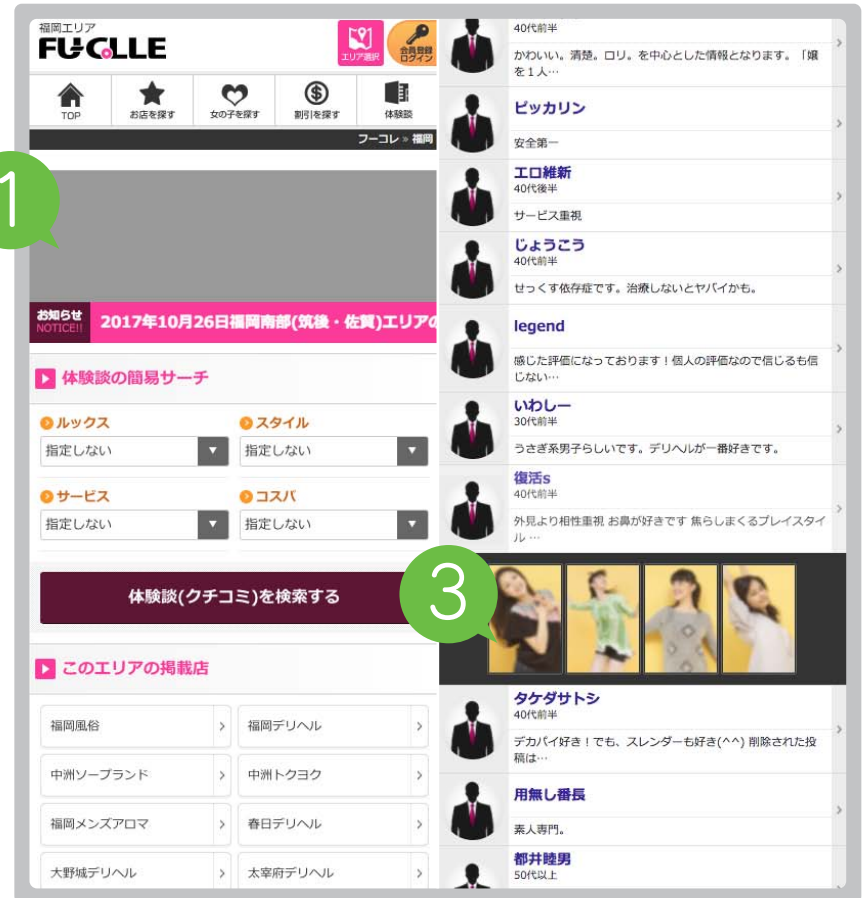 福岡エリア
FUCOLLE
エリア選択
会員登録
ログイン
TOP
お店を探す
女の子を探す
割引を探す
体験談
フーコレ » 福岡
1
お知らせ
NOTICE!!
2017年10月26日福岡南部(筑後・佐賀)エリアの
体験談の簡易サーチ
ルックス
スタイル
指定しない
指定しない
サービス
コスパ
指定しない
指定しない
体験談(クチコミ)を検索する
このエリアの掲載店
福岡風俗
福岡デリヘル
中洲ソープランド
中洲トクヨク
福岡メンズアロマ
春日デリヘル
大野城デリヘル
太宰府デリヘル
40代前半
かわいい。清楚。ロリ。を中心とした情報となります。「嬢
を1人…
ピッカリン
安全第一
エロ維新
40代後半
サービス重視
じょうこう
40代前半
せっくす依存症です。治療しないとヤバイかも。
legend
感じた評価になっております！個人の評価なので信じるも信
じない…
いわしー
30代前半
うさぎ系男子らしいです。デリヘルが一番好きです。
復活s
40代前半
外見より相性重視 お鼻が好きです 焦らしまくるプレイスタイ
ル …
3
タケダサトシ
40代前半
デカパイ好き！でも、スレンダーも好き(^^) 削除された投
稿は…
用無し番長
素人専門。
都井睦男
50代以上